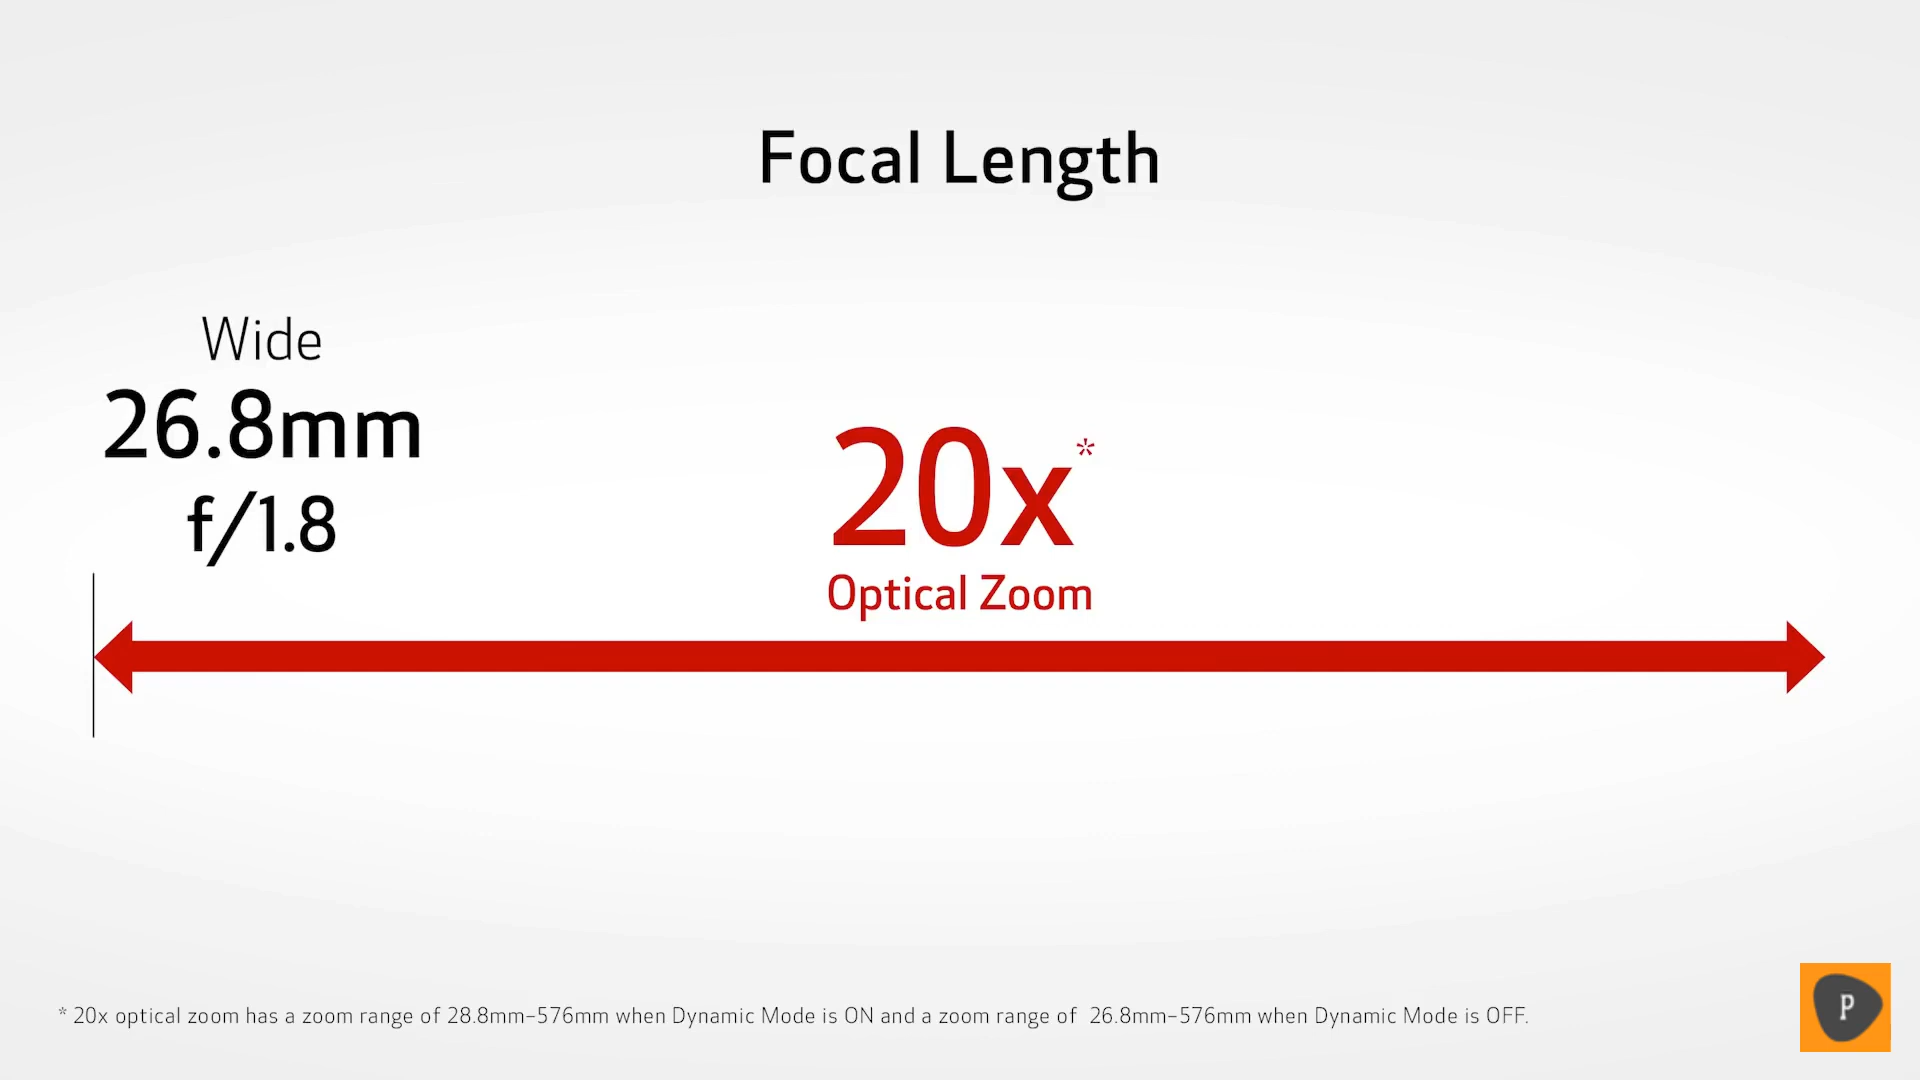 Focal Length
Wide
26.8mm
f/1.8
20x*
Optical Zoom
* 20x optical zoom has a zoom range of 28.8mm–576mm when Dynamic Mode is ON and a zoom range of 26.8mm–576mm when Dynamic Mode is OFF.
P